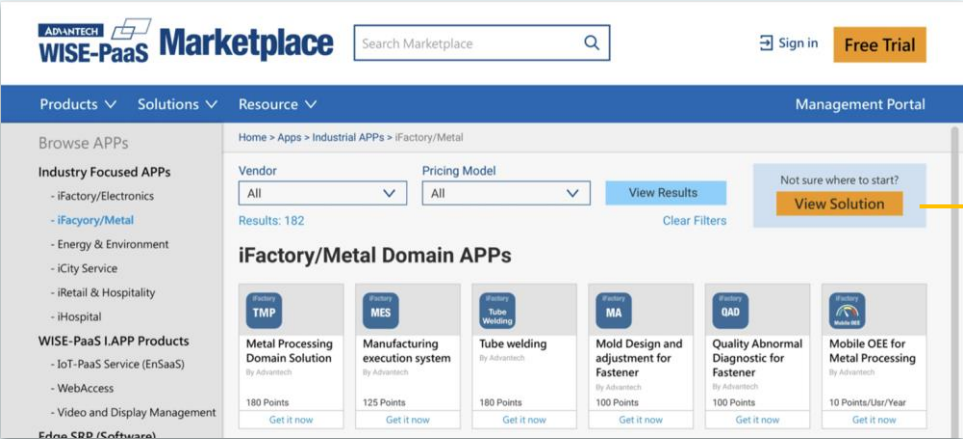 ADVANTECH
WISE-PaaS Marketplace
Search Marketplace
Sign in
Free Trial
Products
Solutions
Resource
Management Portal
Browse APPs
Industry Focused APPs
- iFactory/Electronics
- iFacyory/Metal
- Energy & Environment
- iCity Service
- iRetail & Hospitality
- iHospital
WISE-PaaS I.APP Products
- IoT-PaaS Service (EnSaaS)
- WebAccess
- Video and Display Management
Edge SRP (Software)
Home > Apps > Industrial APPs > iFactory/Metal
Vendor
All
Pricing Model
All
View Results
Results: 182
Clear Filters
Not sure where to start?
View Solution
iFactory/Metal Domain APPs
iFactory
TMP
Metal Processing
Domain Solution
By Advantech
180 Points
Get it now
iFactory
MES
Manufacturing
execution system
By Advantech
125 Points
Get it now
iFactory
Tube
Welding
Tube welding
By Advantech
180 Points
Get it now
iFactory
MA
Mold Design and
adjustment for
Fastener
By Advantech
100 Points
Get it now
iFactory
QAD
Quality Abnormal
Diagnostic for
Fastener
By Advantech
100 Points
Get it now
iFactory
Mobile OEE
Mobile OEE for
Metal Processing
By Advantech
10 Points/Usr/Year
Get it now